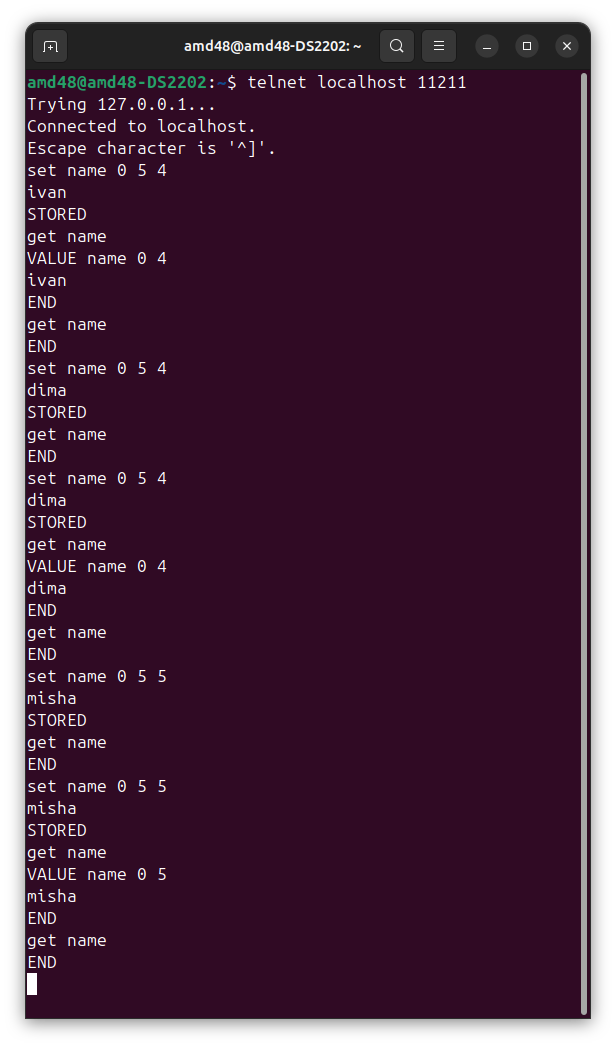 amd48@amd48-DS2202: ~
amd48@amd48-DS2202:~$ telnet localhost 11211
Trying 127.0.0.1...
Connected to localhost.
Escape character is '^]'.
set name 0 5 4
ivan
STORED
get name
VALUE name 0 4
ivan
END
get name
END
set name 0 5 4
dima
STORED
get name
END
set name 0 5 4
dima
STORED
get name
VALUE name 0 4
dima
END
get name
END
set name 0 5 5
misha
STORED
get name
END
set name 0 5 5
misha
STORED
get name
VALUE name 0 5
misha
END
get name
END